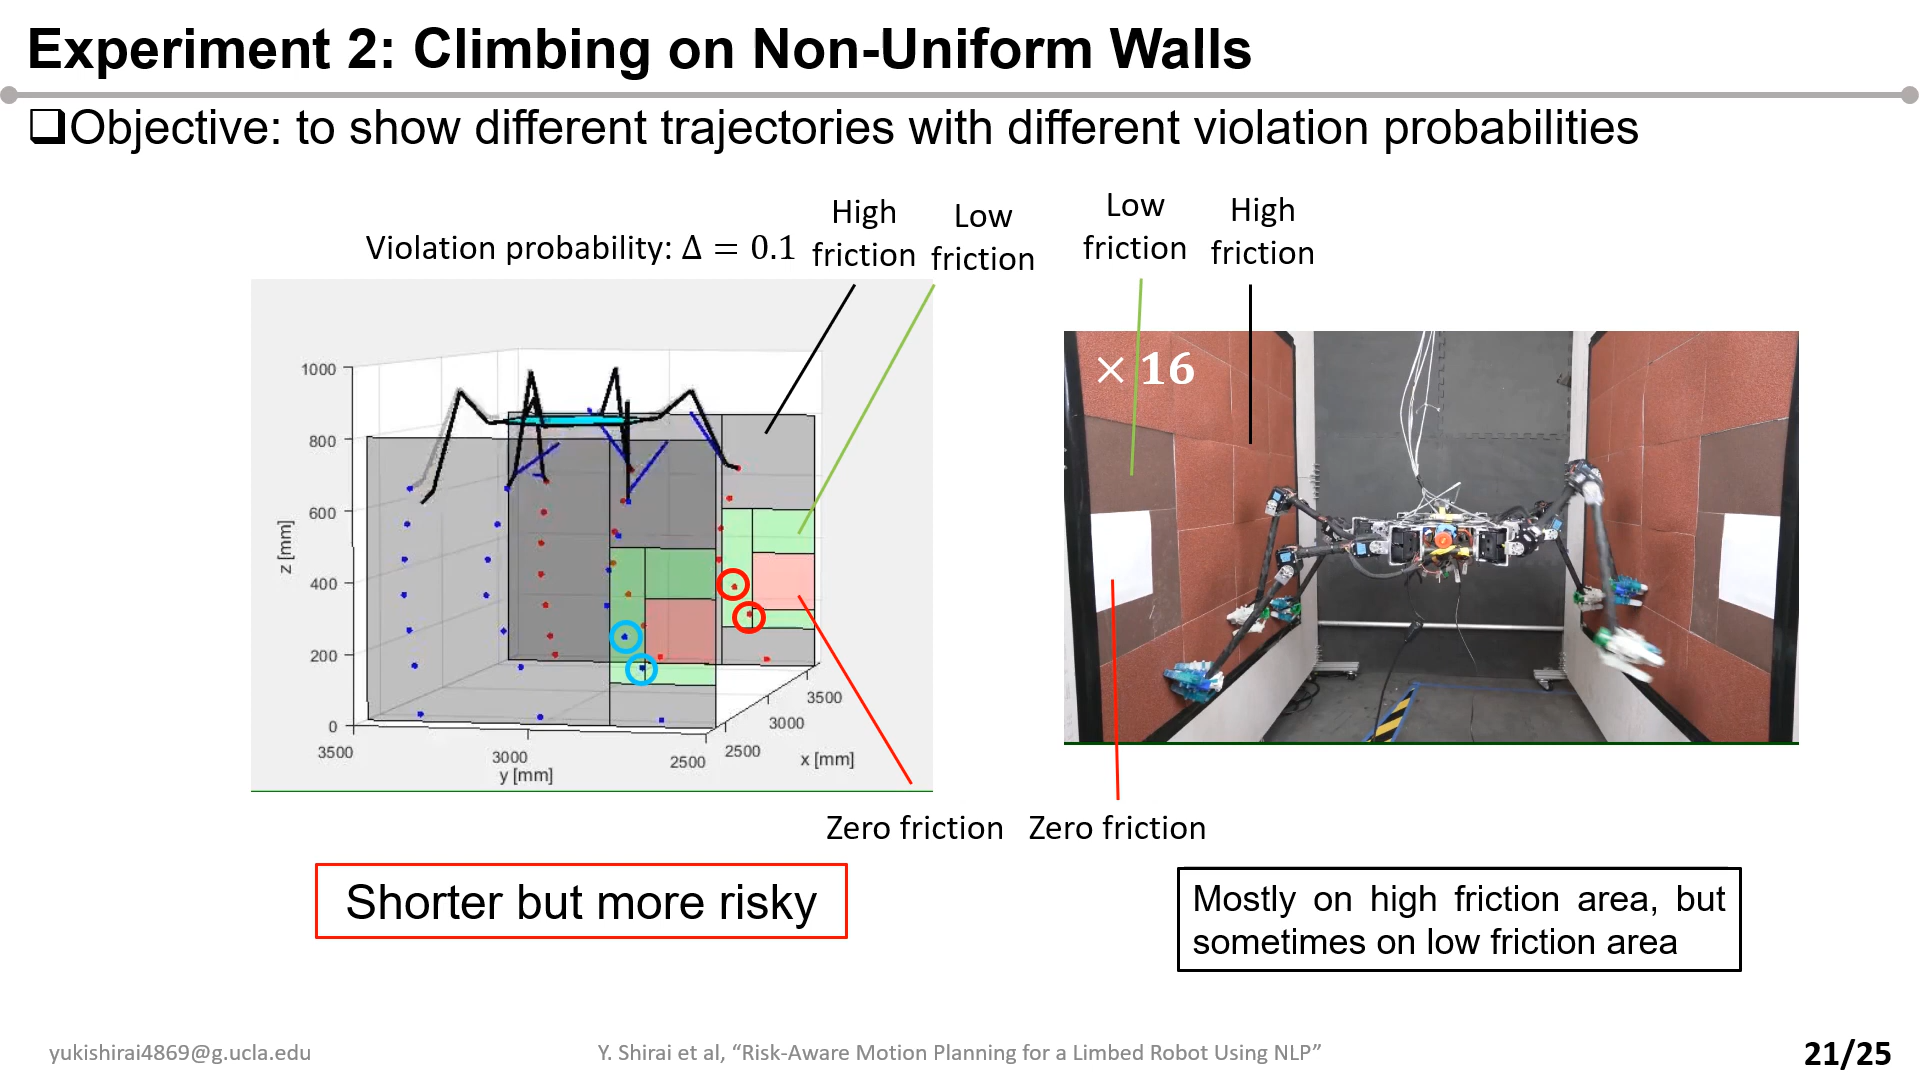 Experiment 2: Climbing on Non-Uniform Walls
❑Objective: to show different trajectories with different violation probabilities
Violation probability: Δ = 0.1
High
friction
Low
friction
Low
friction
High
friction
1000
800
600
400
200
0
z [mm]
3500
3000
2500
y [mm]
2500
3000
3500
x [mm]
× 16
Zero friction
Zero friction
Shorter but more risky
Mostly on high friction area, but
sometimes on low friction area
yukishirai4869@g.ucla.edu
Y. Shirai et al, “Risk-Aware Motion Planning for a Limbed Robot Using NLP”
21/25